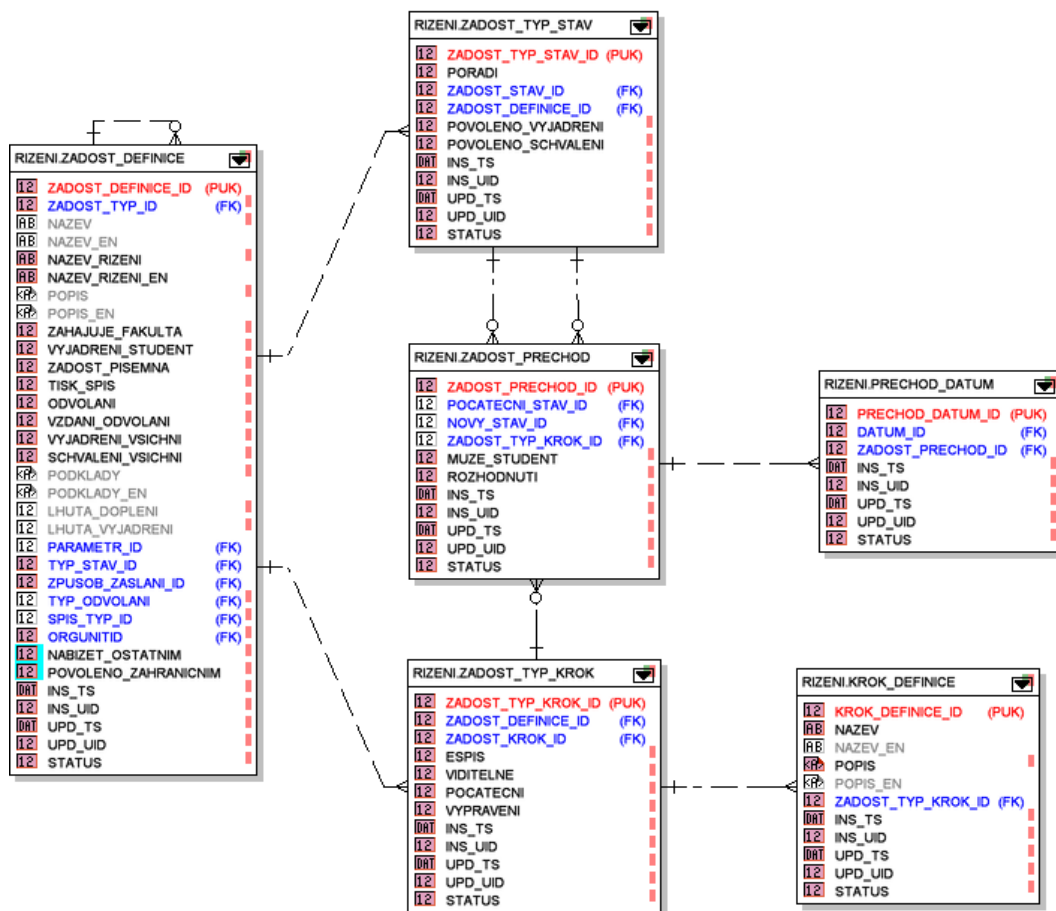 RIZENI.ZADOST_TYP_STAV
12 ZADOST_TYP_STAV_ID (PUK)
12 PORADI
12 ZADOST_STAV_ID (FK)
12 ZADOST_DEFINICE_ID (FK)
12 POVOLENO_VYJADRENI
12 POVOLENO_SCHVALENI
DAT INS_TS
12 INS_UID
DAT UPD_TS
12 UPD_UID
12 STATUS
RIZENI.ZADOST_DEFINICE
12 ZADOST_DEFINICE_ID (PUK)
12 ZADOST_TYP_ID (FK)
AB NAZEV
AB NAZEV_EN
AB NAZEV_RIZENI
AB NAZEV_RIZENI_EN
POPIS
POPIS_EN
12 ZAHAJUJE_FAKULTA
12 VYJADRENI_STUDENT
12 ZADOST_PISEMNA
12 TISK_SPIS
12 ODVOLANI
12 VZDANI_ODVOLANI
12 VYJADRENI_VSICHNI
12 SCHVALENI_VSICHNI
PODKLADY
PODKLADY_EN
12 LHUTA_DOPLENI
12 LHUTA_VYJADRENI
12 PARAMETR_ID (FK)
12 TYP_STAV_ID (FK)
12 ZPUSOB_ZASLANI_ID (FK)
12 TYP_ODVOLANI (FK)
12 SPIS_TYP_ID (FK)
12 ORGUNITID (FK)
12 NABIZET_OSTATNIM
12 POVOLENO_ZAHRANICNIM
DAT INS_TS
12 INS_UID
DAT UPD_TS
12 UPD_UID
12 STATUS
RIZENI.ZADOST_PRECHOD
12 ZADOST_PRECHOD_ID (PUK)
12 POCATECNI_STAV_ID (FK)
12 NOVY_STAV_ID (FK)
12 ZADOST_TYP_KROK_ID (FK)
12 MUZE_STUDENT
12 ROZHODNUTI
DAT INS_TS
12 INS_UID
DAT UPD_TS
12 UPD_UID
12 STATUS
RIZENI.PRECHOD_DATUM
12 PRECHOD_DATUM_ID (PUK)
12 DATUM_ID (FK)
12 ZADOST_PRECHOD_ID (FK)
DAT INS_TS
12 INS_UID
DAT UPD_TS
12 UPD_UID
12 STATUS
RIZENI.ZADOST_TYP_KROK
12 ZADOST_TYP_KROK_ID (PUK)
12 ZADOST_DEFINICE_ID (FK)
12 ZADOST_KROK_ID (FK)
12 ESPIS
12 VIDITELNE
12 POCATECNI
12 VYPRAVENI
DAT INS_TS
12 INS_UID
DAT UPD_TS
12 UPD_UID
12 STATUS
RIZENI.KROK_DEFINICE
12 KROK_DEFINICE_ID (PUK)
AB NAZEV
AB NAZEV_EN
POPIS
POPIS_EN
12 ZADOST_TYP_KROK_ID (FK)
DAT INS_TS
12 INS_UID
DAT UPD_TS
12 UPD_UID
12 STATUS